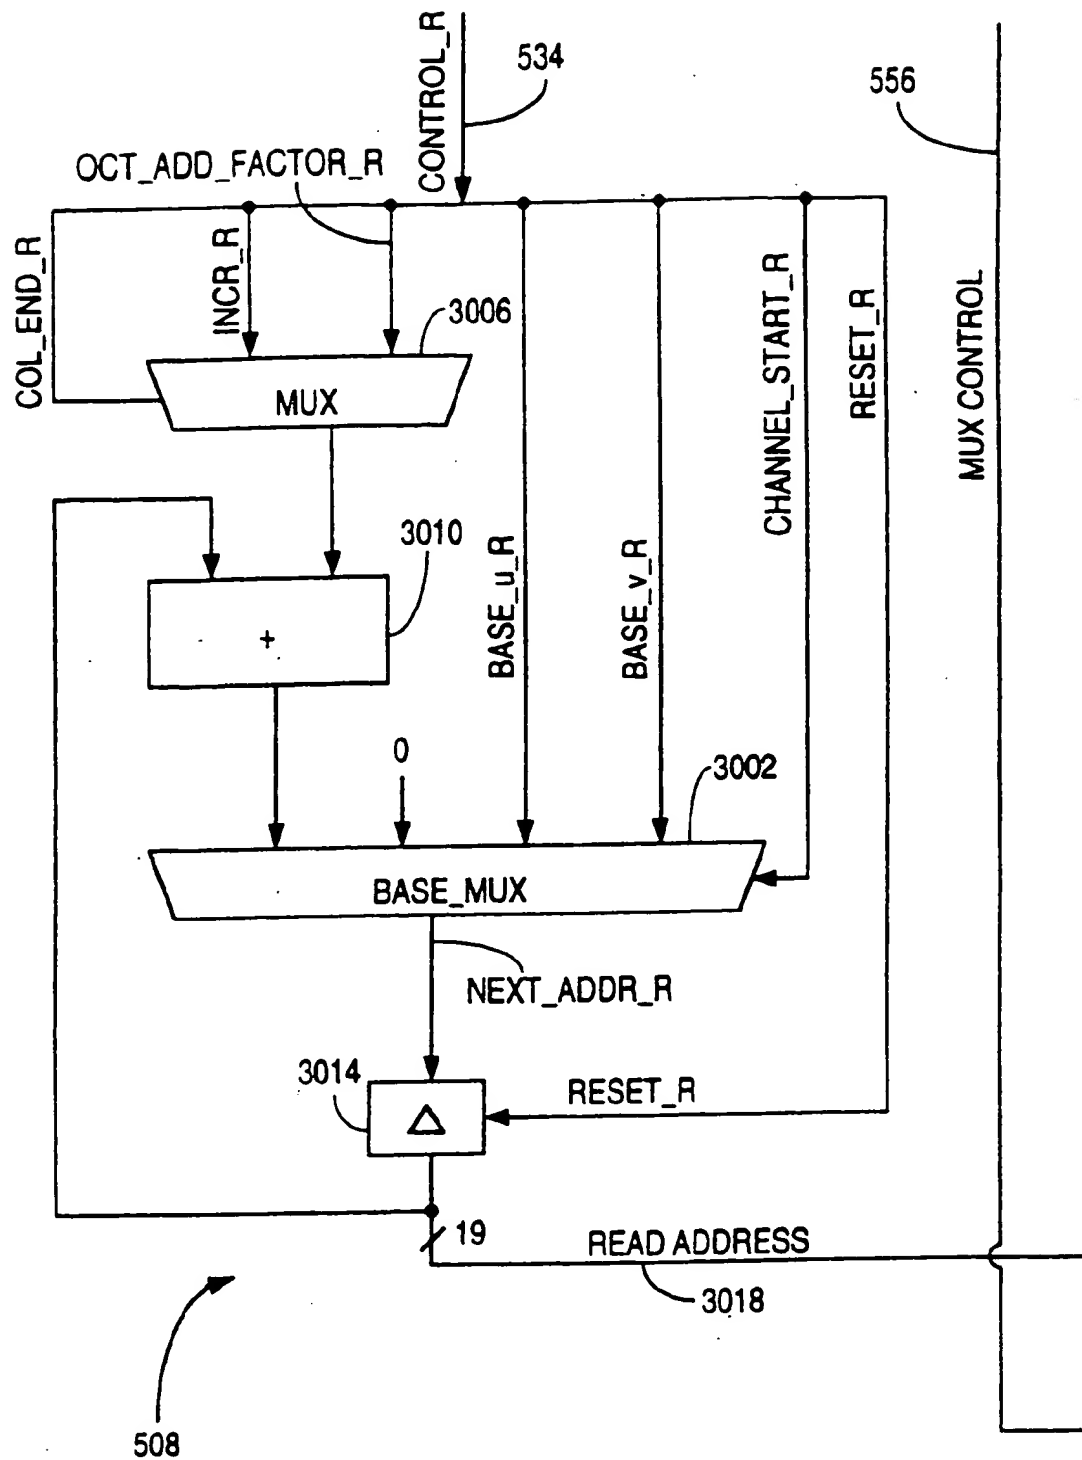 CONTROL_R
534
556
OCT_ADD_FACTOR_R
COL_END_R
INCR_R
3006
MUX
CHANNEL_START_R
RESET_R
MUX CONTROL
3010
+
BASE_u_R
BASE_v_R
0
3002
BASE_MUX
NEXT_ADDR_R
3014
Δ
RESET_R
19
READ ADDRESS
3018
508